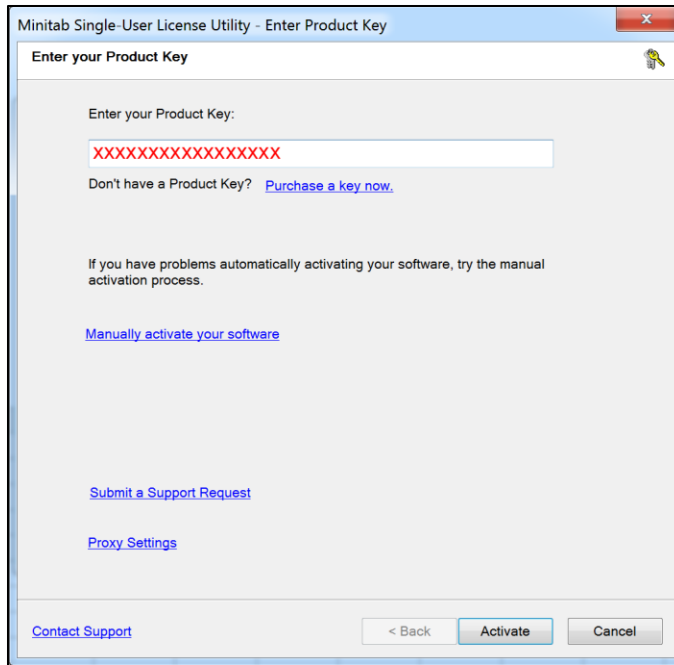 Minitab Single-User License Utility - Enter Product Key
Enter your Product Key
Enter your Product Key:
XXXXXXXXXXXXXXXXX
Don't have a Product Key? Purchase a key now.
If you have problems automatically activating your software, try the manual
activation process.
Manually activate your software
Submit a Support Request
Proxy Settings
Contact Support
< Back
Activate
Cancel